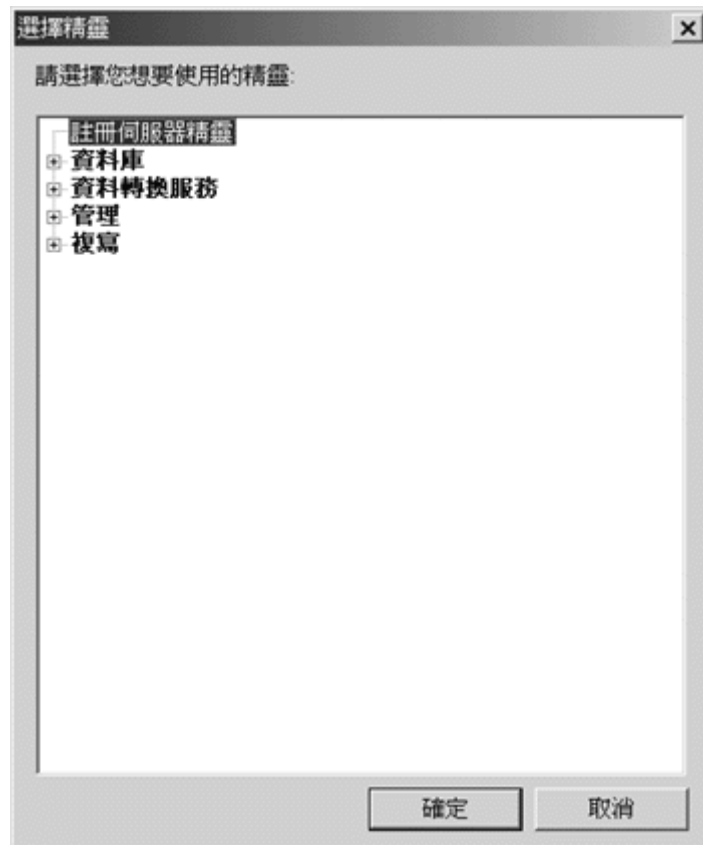 選擇精靈
請選擇您想要使用的精靈:
註冊伺服器精靈
資料庫
資料轉換服務
管理
複寫
確定
取消